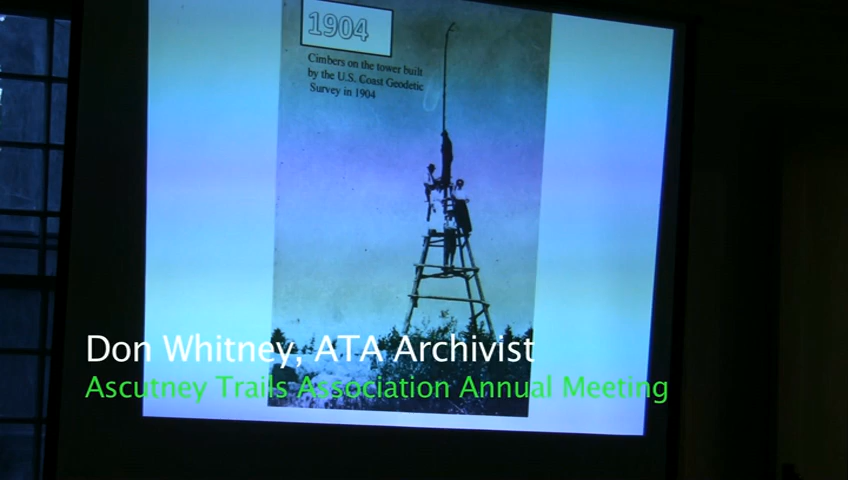 1904
Cimbers on the tower built
by the U.S. Coast Geodetic
Survey in 1904
Don Whitney, ATA Archivist
Ascutney Trails Association Annual Meeting